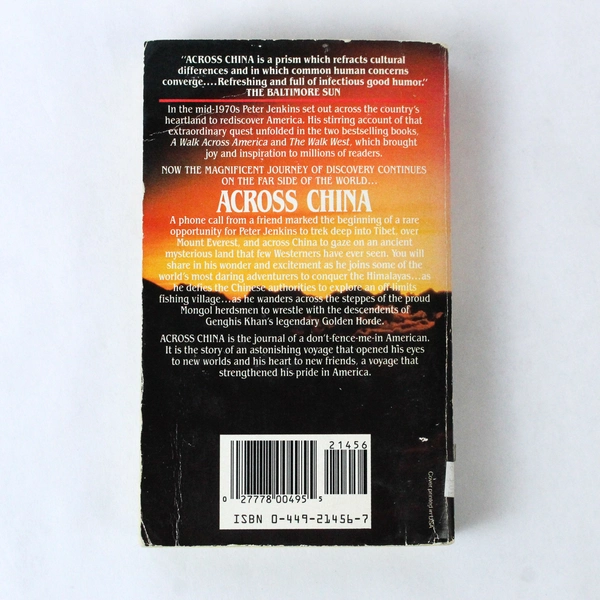 "ACROSS CHINA is a prism which refracts cultural
differences and in which common human concerns
converge....Refreshing and full of infectious good humor."
THE BALTIMORE SUN
In the mid-1970s Peter Jenkins set out across the country's
heartland to rediscover America. His stirring account of that
extraordinary quest unfolded in the two bestselling books,
A Walk Across America and The Walk West, which brought
joy and inspiration to millions of readers.
NOW THE MAGNIFICENT JOURNEY OF DISCOVERY CONTINUES
ON THE FAR SIDE OF THE WORLD...
ACROSS CHINA
A phone call from a friend marked the beginning of a rare
opportunity for Peter Jenkins to trek deep into Tibet, over
Mount Everest, and across China to gaze on an ancient
mysterious land that few Westerners have ever seen. You will
share in his wonder and excitement as he joins some of the
world's most daring adventurers to conquer the Himalayas...as
he defies the Chinese authorities to explore an off-limits
fishing village...as he wanders across the steppes of the proud
Mongol herdsmen to wrestle with the descendents of
Genghis Khan's legendary Golden Horde.
ACROSS CHINA is the journal of a don't-fence-me-in American.
It is the story of an astonishing voyage that opened his eyes
to new worlds and his heart to new friends, a voyage that
strengthened his pride in America.
21456
0 27778 00495 5
ISBN 0-449-21456-7
Cover printed in USA